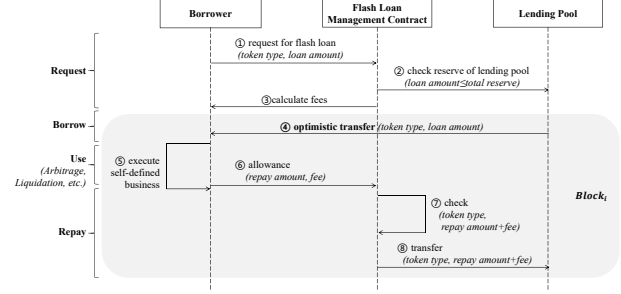 Borrower
Flash Loan
Management Contract
Lending Pool
Request
① request for flash loan
(token type, loan amount)
② check reserve of lending pool
(loan amount≤total reserve)
③calculate fees
Borrow
④ optimistic transfer (token type, loan amount)
Use
(Arbitrage,
Liquidation, etc.)
⑤ execute
self-defined
business
⑥ allowance
(repay amount, fee)
Block_i
Repay
⑦ check
(token type,
repay amount+fee)
⑧ transfer
(token type, repay amount+fee)